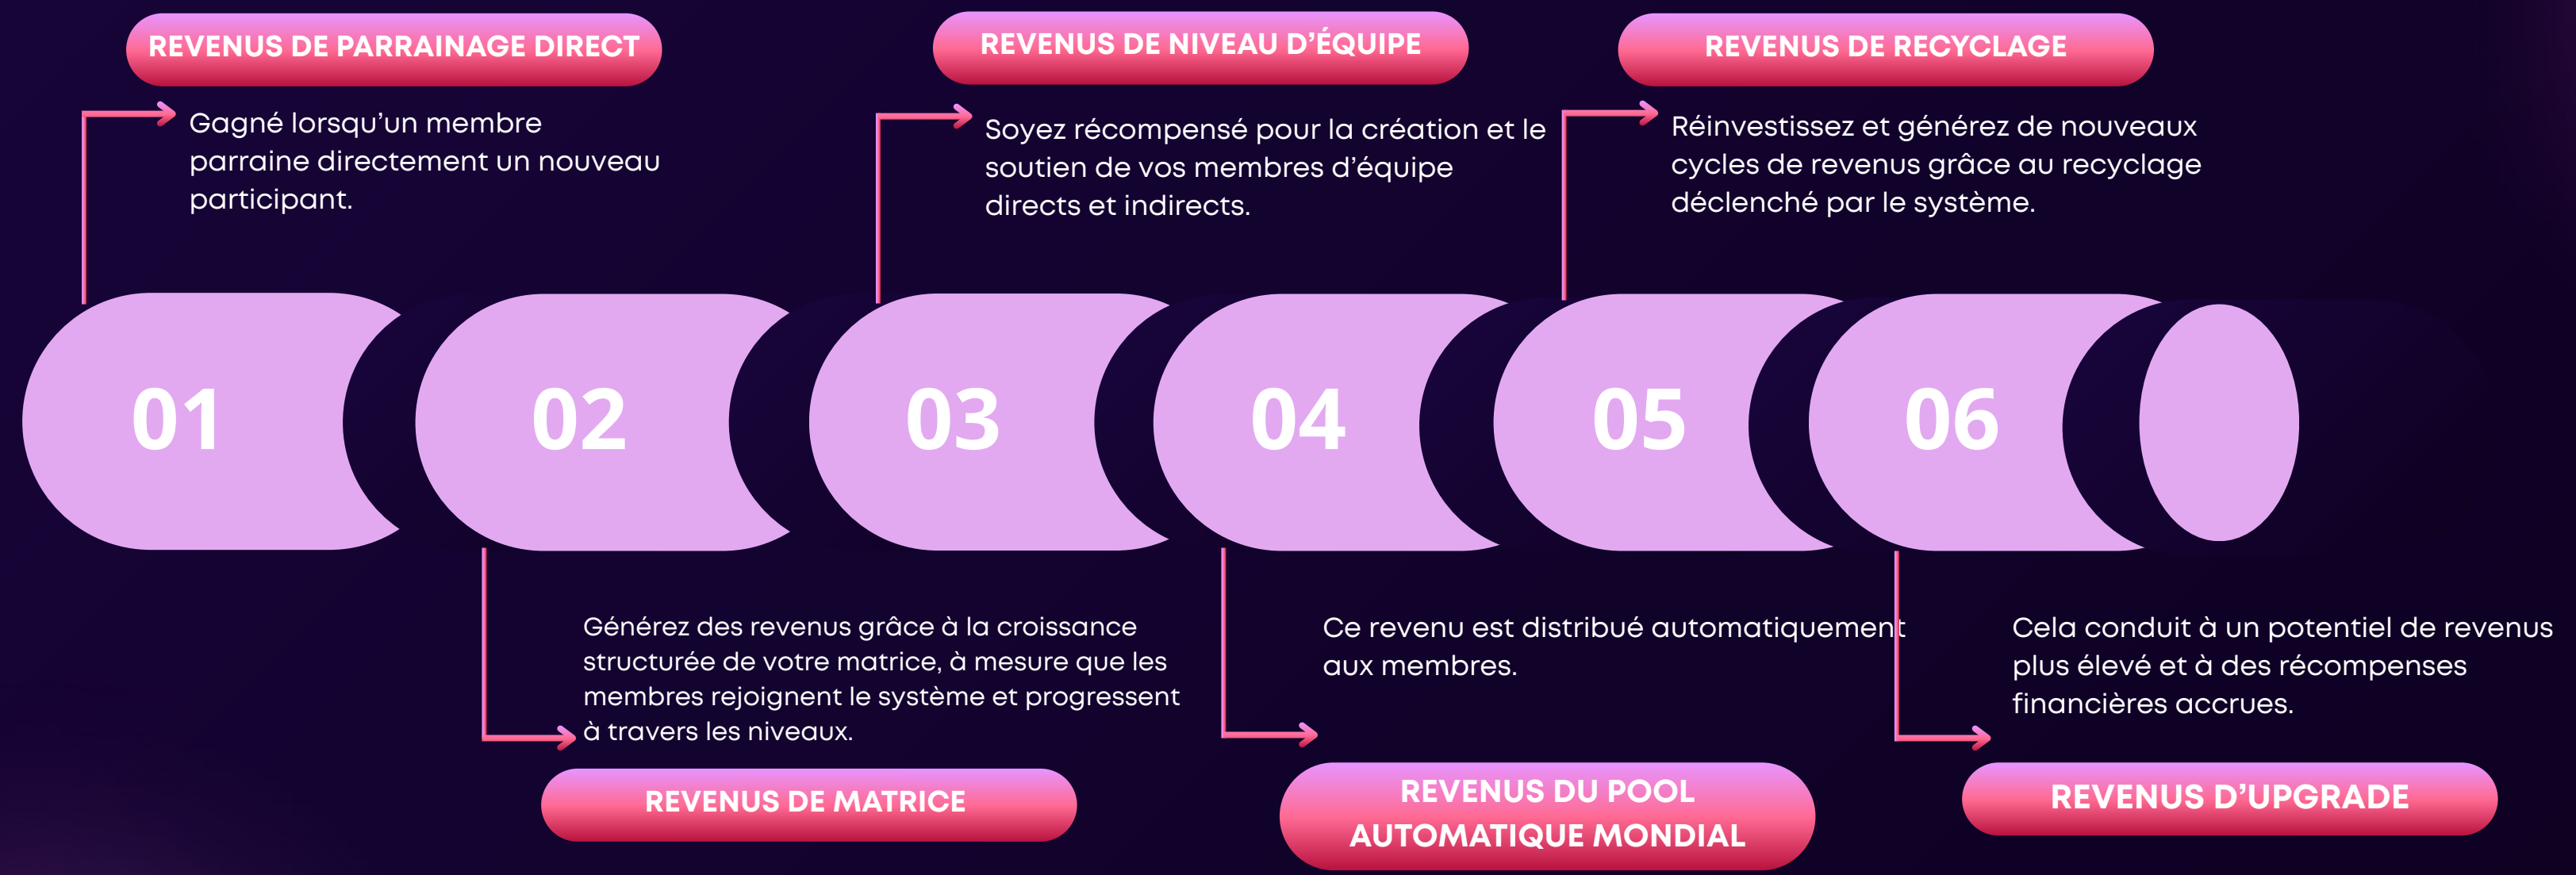 REVENUS DE PARRAINAGE DIRECT
Gagné lorsqu’un membre
parraine directement un nouveau
participant.
REVENUS DE NIVEAU D’ÉQUIPE
Soyez récompensé pour la création et le
soutien de vos membres d’équipe
directs et indirects.
REVENUS DE RECYCLAGE
Réinvestissez et générez de nouveaux
cycles de revenus grâce au recyclage
déclenché par le système.
01
02
03
04
05
06
Générez des revenus grâce à la croissance
structurée de votre matrice, à mesure que les
membres rejoignent le système et progressent
à travers les niveaux.
REVENUS DE MATRICE
Ce revenu est distribué automatiquement
aux membres.
REVENUS DU POOL
AUTOMATIQUE MONDIAL
Cela conduit à un potentiel de revenus
plus élevé et à des récompenses
financières accrues.
REVENUS D’UPGRADE